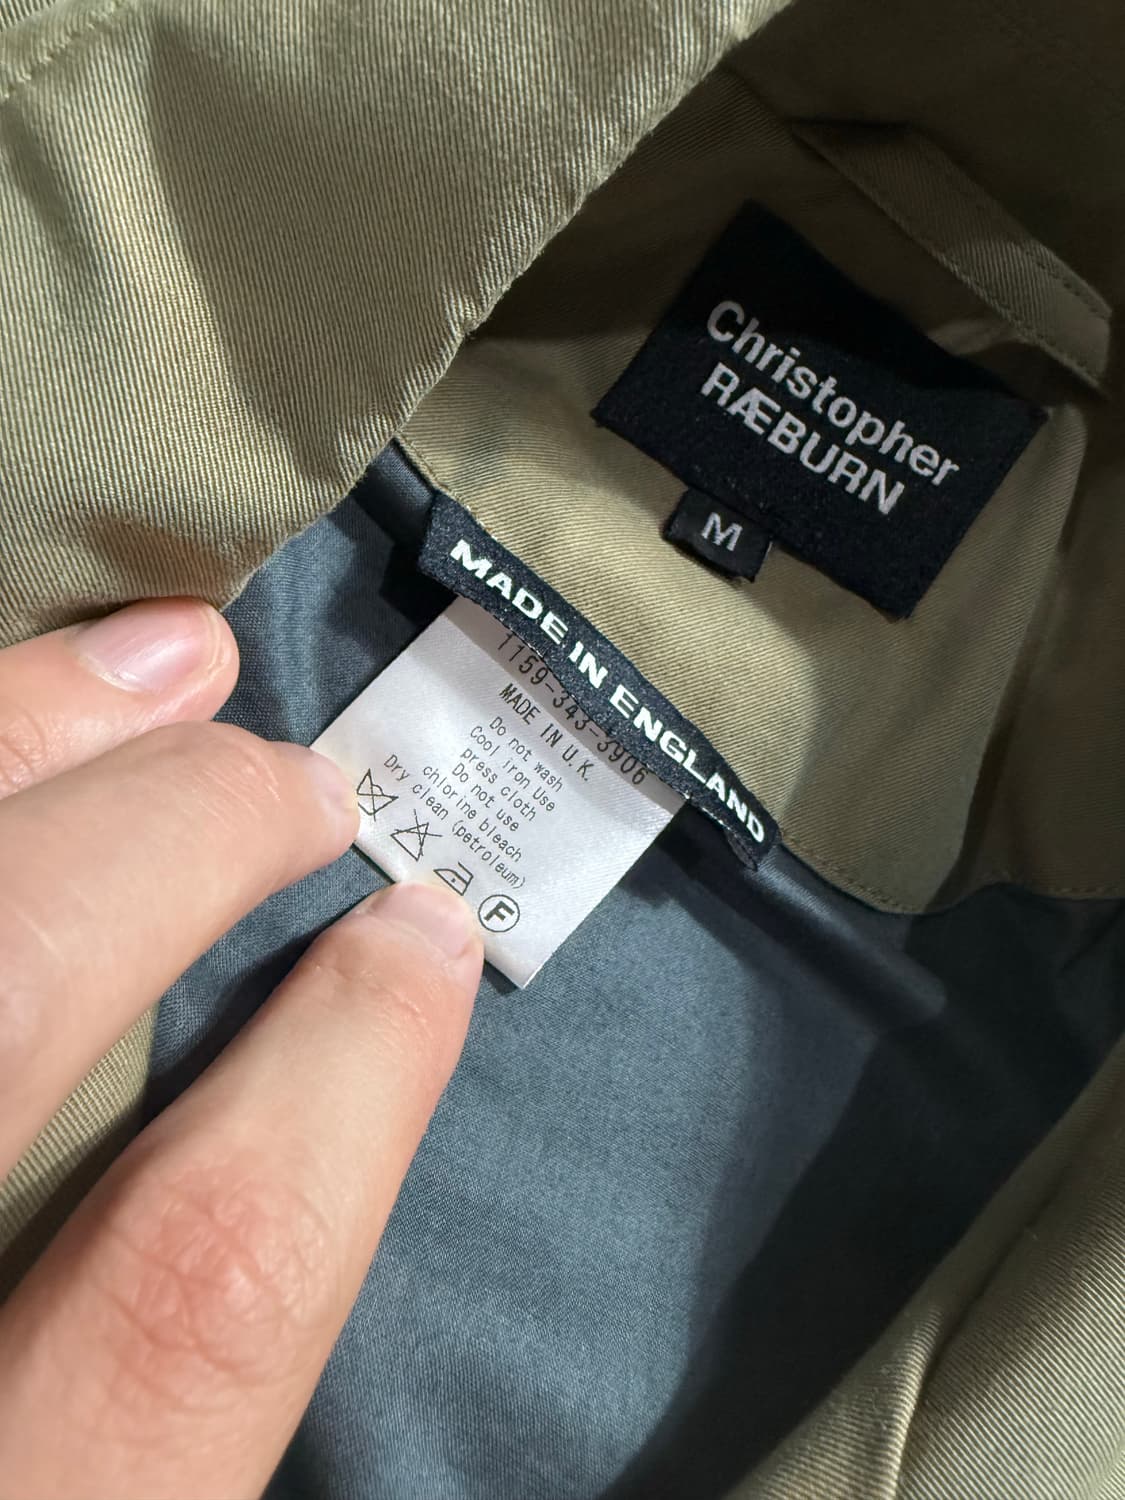 Christopher
RÆBURN
M
MADE IN ENGLAND
1159-343-3906
MADE IN U.K.
Do not wash
Cool iron Use
press cloth
Do not use
chlorine bleach
Dry clean (petroleum)
F